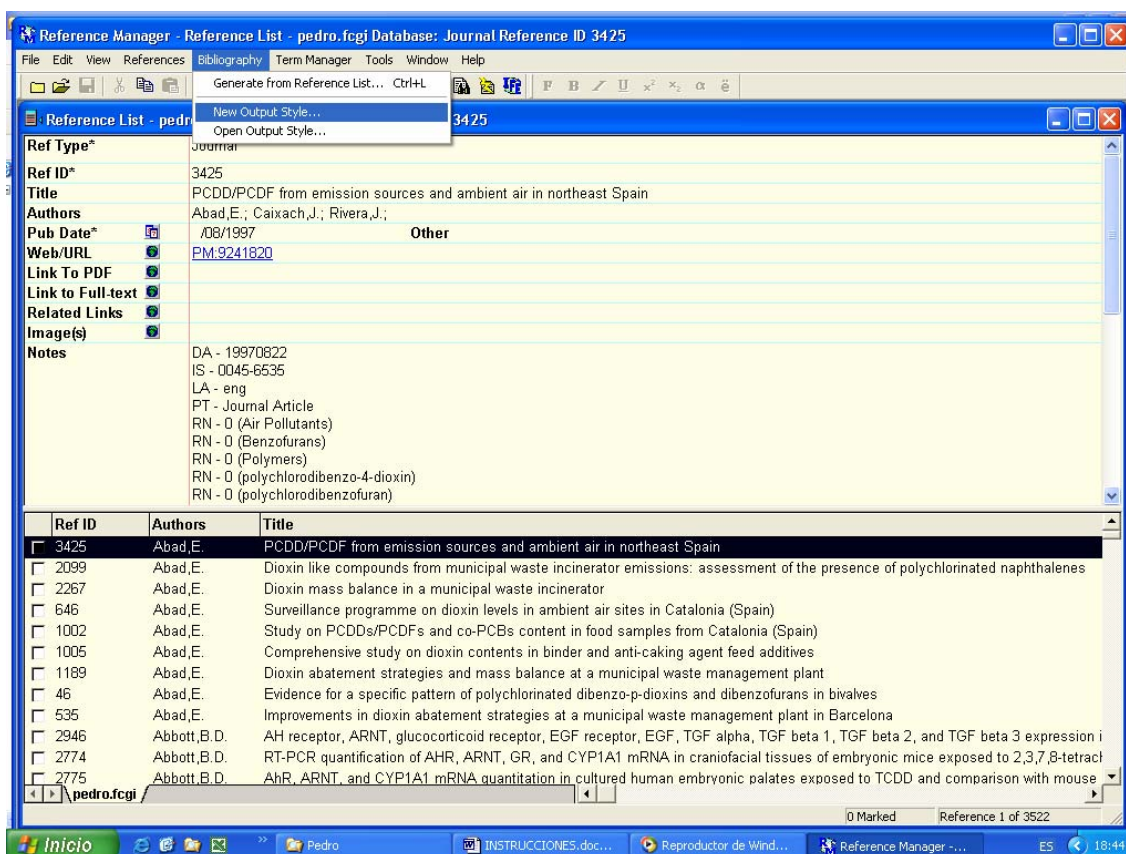 Reference Manager - Reference List - pedro.fcgi Database: Journal Reference ID 3425
File Edit View References Bibliography Term Manager Tools Window Help
Generate from Reference List... Ctrl+L
F B I U x² x₂ α ë
New Output Style...
Open Output Style...
Reference List - pedr 3425
Ref Type* Journal
Ref ID* 3425
Title PCDD/PCDF from emission sources and ambient air in northeast Spain
Authors Abad,E.; Caixach,J.; Rivera,J.;
Pub Date* /08/1997 Other
Web/URL PM:9241820
Link To PDF
Link to Full-text
Related Links
Image(s)
Notes DA - 19970822
IS - 0045-6535
LA - eng
PT - Journal Article
RN - 0 (Air Pollutants)
RN - 0 (Benzofurans)
RN - 0 (Polymers)
RN - 0 (polychlorodibenzo-4-dioxin)
RN - 0 (polychlorodibenzofuran)
Ref ID Authors Title
3425 Abad,E. PCDD/PCDF from emission sources and ambient air in northeast Spain
2099 Abad,E. Dioxin like compounds from municipal waste incinerator emissions: assessment of the presence of polychlorinated naphthalenes
2267 Abad,E. Dioxin mass balance in a municipal waste incinerator
646 Abad,E. Surveillance programme on dioxin levels in ambient air sites in Catalonia (Spain)
1002 Abad,E. Study on PCDDs/PCDFs and co-PCBs content in food samples from Catalonia (Spain)
1005 Abad,E. Comprehensive study on dioxin contents in binder and anti-caking agent feed additives
1189 Abad,E. Dioxin abatement strategies and mass balance at a municipal waste management plant
46 Abad,E. Evidence for a specific pattern of polychlorinated dibenzo-p-dioxins and dibenzofurans in bivalves
535 Abad,E. Improvements in dioxin abatement strategies at a municipal waste management plant in Barcelona
2946 Abbott,B.D. AH receptor, ARNT, glucocorticoid receptor, EGF receptor, EGF, TGF alpha, TGF beta 1, TGF beta 2, and TGF beta 3 expression i
2774 Abbott,B.D. RT-PCR quantification of AHR, ARNT, GR, and CYP1A1 mRNA in craniofacial tissues of embryonic mice exposed to 2,3,7,8-tetrach
2775 Abbott,B.D. AhR, ARNT, and CYP1A1 mRNA quantitation in cultured human embryonic palates exposed to TCDD and comparison with mouse
pedro.fcgi
0 Marked Reference 1 of 3522
Inicio Pedro INSTRUCCIONES.doc... Reproductor de Wind... Reference Manager -... ES 18:44